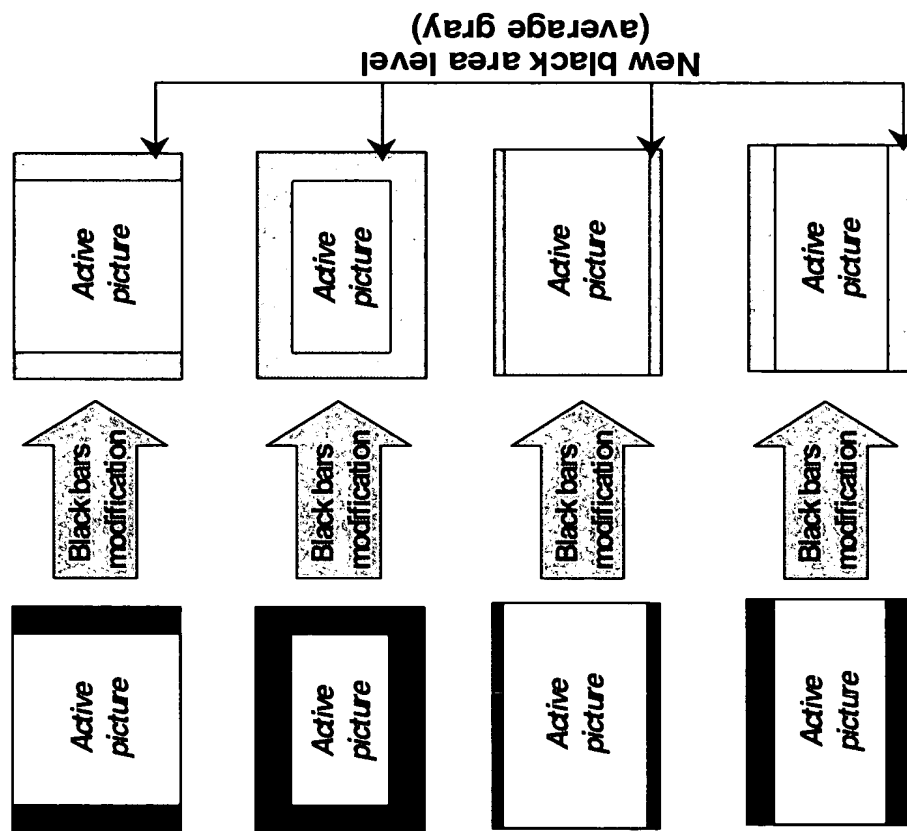 New black area level
(average gray)
Active
picture
Black bars
modification
Active
picture
Active
picture
Black bars
modification
Active
picture
Active
picture
Black bars
modification
Active
picture
Active
picture
Black bars
modification
Active
picture